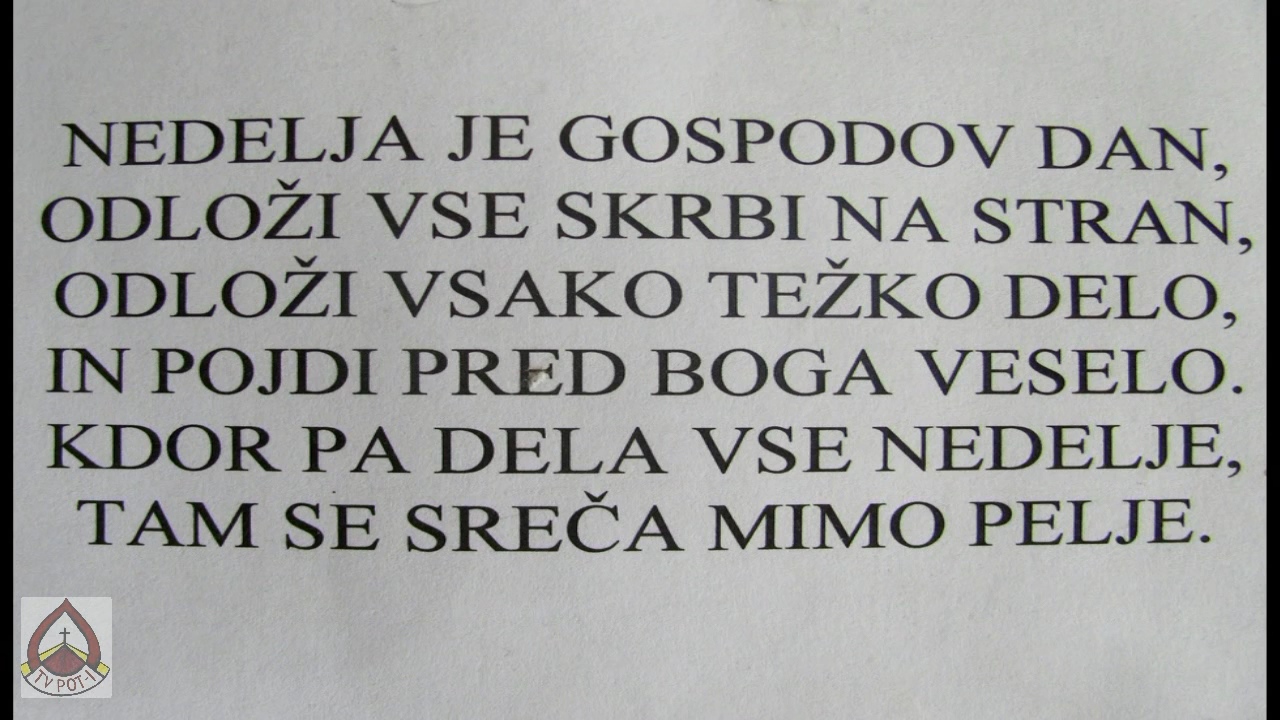 NEDELJA JE GOSPODOV DAN,
ODLOŽI VSE SKRBI NA STRAN,
ODLOŽI VSAKO TEŽKO DELO,
IN POJDI PRED BOGA VESELO.
KDOR PA DELA VSE NEDELJE,
TAM SE SREČA MIMO PELJE.
TV POT-I